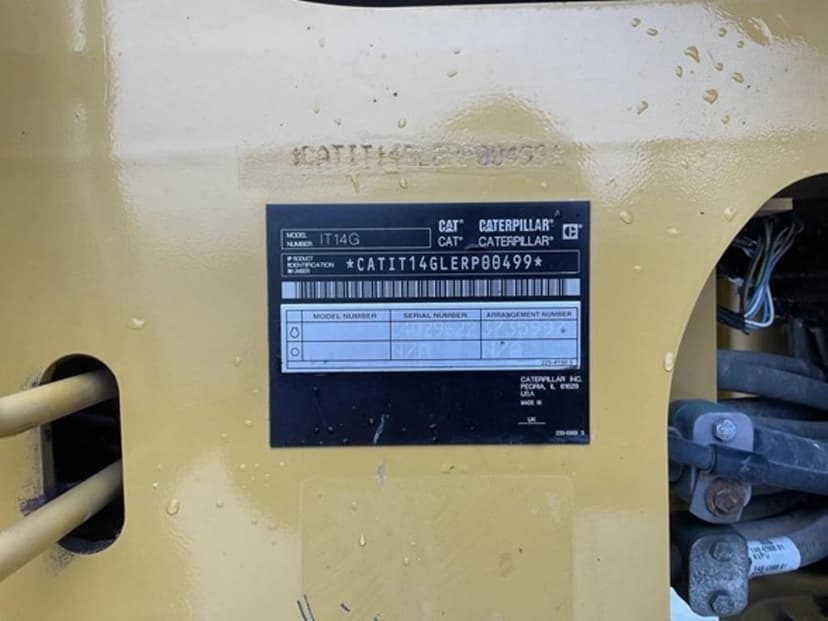 *CATIT14GLERP00499*
MODEL NUMBER IT14G
CAT CATERPILLAR
CAT® CATERPILLAR®
PRODUCT IDENTIFICATION NUMBER *CATIT14GLERP00499*
MODEL NUMBER SERIAL NUMBER ARRANGEMENT NUMBER
CATERPILLAR INC.
PEORIA, IL 61629
USA
MADE IN
UK